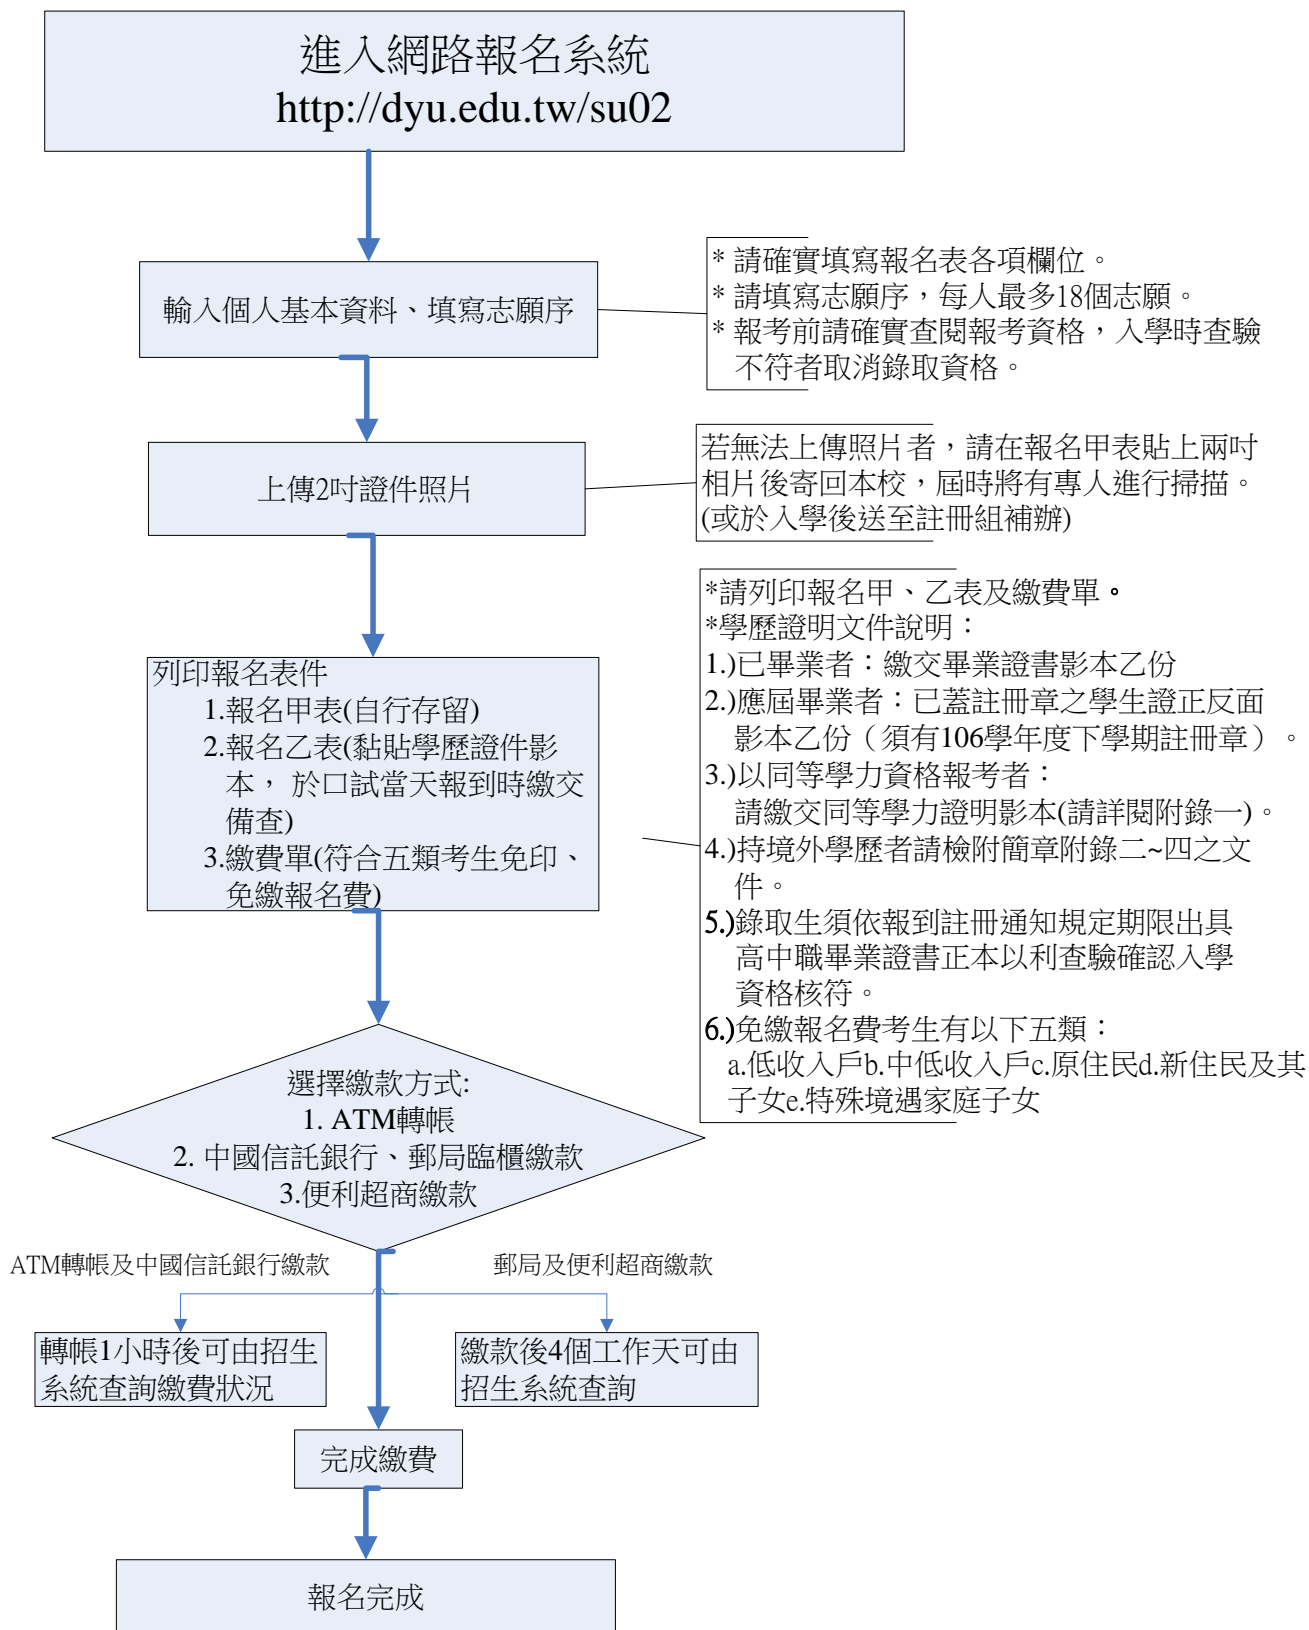 進入網路報名系統
http://dyu.edu.tw/su02
輸入個人基本資料、填寫志願序
* 請確實填寫報名表各項欄位。
* 請填寫志願序，每人最多18個志願。
* 報考前請確實查閱報考資格，入學時查驗
不符者取消錄取資格。
上傳2吋證件照片
若無法上傳照片者，請在報名甲表貼上兩吋
相片後寄回本校，屆時將有專人進行掃描。
(或於入學後送至註冊組補辦)
列印報名表件
1.報名甲表(自行存留)
2.報名乙表(黏貼學歷證件影
本， 於口試當天報到時繳交
備查)
3.繳費單(符合五類考生免印、
免繳報名費)
*請列印報名甲、乙表及繳費單。
*學歷證明文件說明：
1.)已畢業者：繳交畢業證書影本乙份
2.)應屆畢業者：已蓋註冊章之學生證正反面
影本乙份（須有106學年度下學期註冊章）。
3.)以同等學力資格報考者：
請繳交同等學力證明影本(請詳閱附錄一)。
4.)持境外學歷者請檢附簡章附錄二~四之文
件。
5.)錄取生須依報到註冊通知規定期限出具
高中職畢業證書正本以利查驗確認入學
資格核符。
6.)免繳報名費考生有以下五類：
a.低收入戶b.中低收入戶c.原住民d.新住民及其
子女e.特殊境遇家庭子女
選擇繳款方式:
1. ATM轉帳
2. 中國信託銀行、郵局臨櫃繳款
3.便利超商繳款
ATM轉帳及中國信託銀行繳款
郵局及便利超商繳款
轉帳1小時後可由招生
系統查詢繳費狀況
繳款後4個工作天可由
招生系統查詢
完成繳費
報名完成